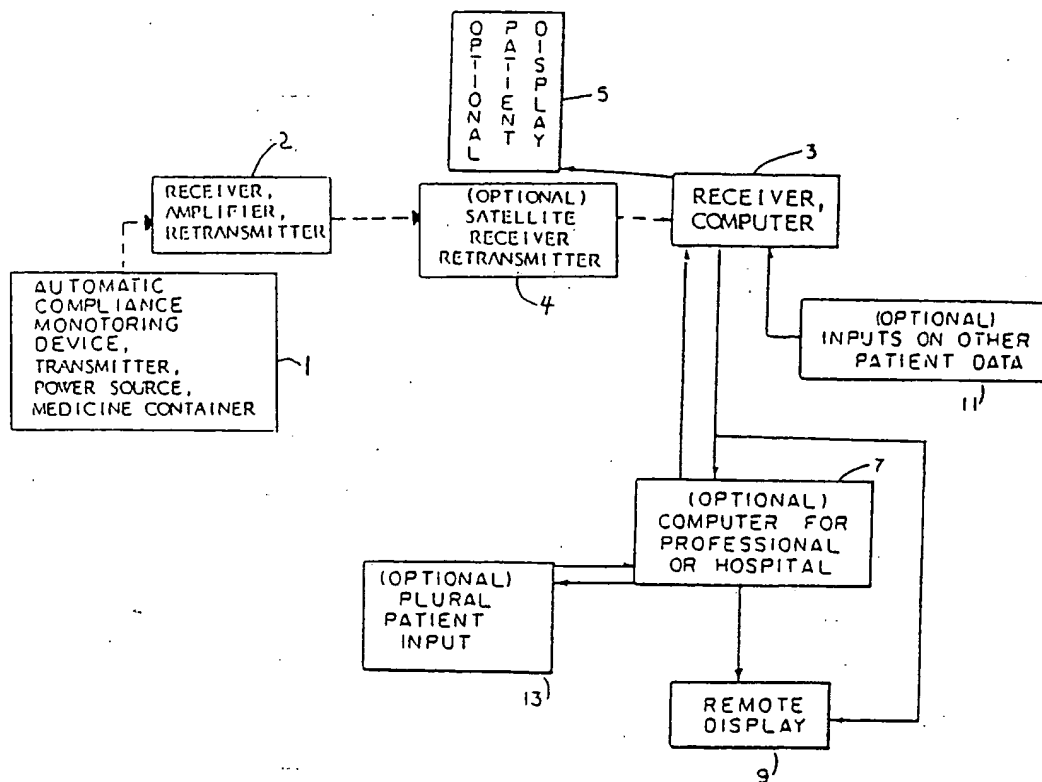 OPTIONAL
PATIENT
DISPLAY
5
2
RECEIVER,
AMPLIFIER,
RETRANSMITTER
(OPTIONAL)
SATELLITE
RECEIVER
RETRANSMITTER
4
3
RECEIVER,
COMPUTER
AUTOMATIC
COMPLIANCE
MONOTORING
DEVICE,
TRANSMITTER,
POWER SOURCE,
MEDICINE CONTAINER
1
(OPTIONAL)
INPUTS ON OTHER
PATIENT DATA
11
7
(OPTIONAL)
COMPUTER FOR
PROFESSIONAL
OR HOSPITAL
(OPTIONAL)
PLURAL
PATIENT
INPUT
13
REMOTE
DISPLAY
9